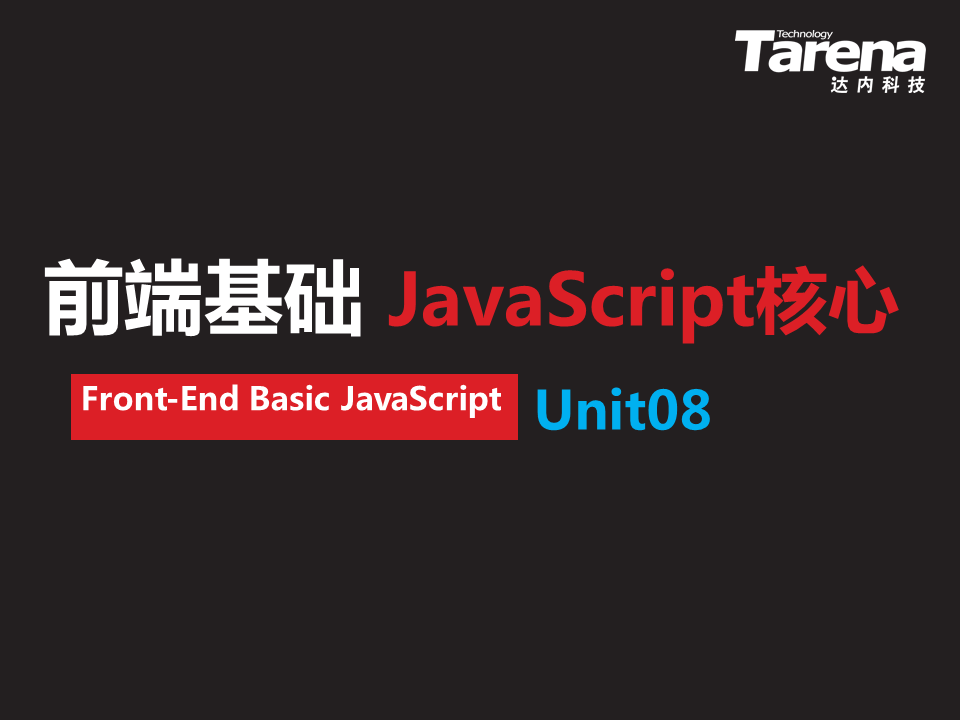 Technology
Tarena
达内科技
前端基础 JavaScript核心
Front-End Basic JavaScript Unit08